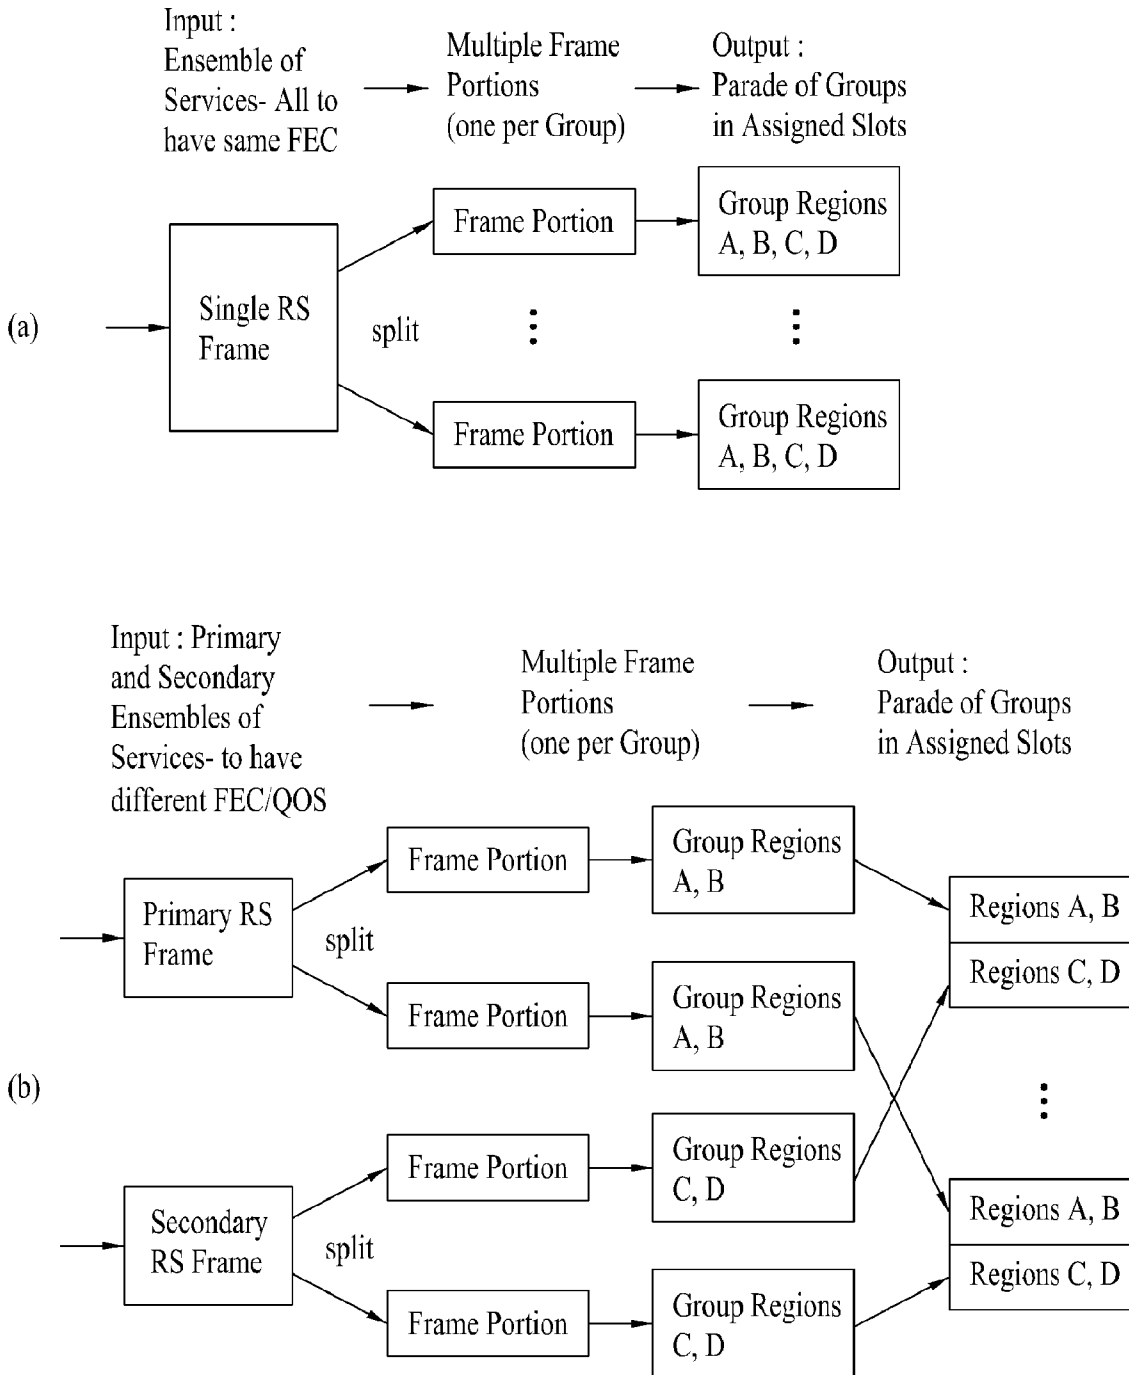 Input :
Ensemble of
Services- All to
have same FEC
Multiple Frame
Portions
(one per Group)
Output :
Parade of Groups
in Assigned Slots
(a)
Single RS
Frame
split
Frame Portion
Group Regions
A, B, C, D
Frame Portion
Group Regions
A, B, C, D
Input : Primary
and Secondary
Ensembles of
Services- to have
different FEC/QOS
Multiple Frame
Portions
(one per Group)
Output :
Parade of Groups
in Assigned Slots
(b)
Primary RS
Frame
split
Frame Portion
Group Regions
A, B
Frame Portion
Group Regions
A, B
Secondary
RS Frame
split
Frame Portion
Group Regions
C, D
Frame Portion
Group Regions
C, D
Regions A, B
Regions C, D
Regions A, B
Regions C, D